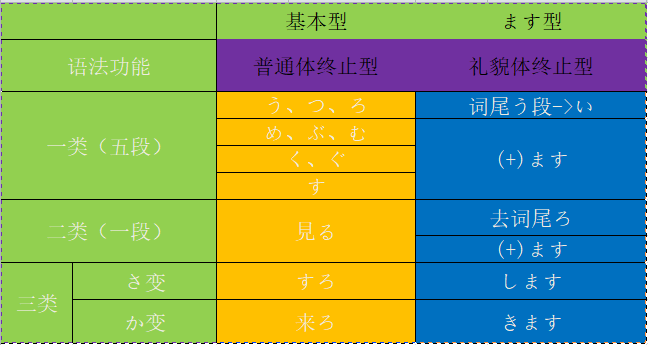 基本型 ます型
语法功能 普通体终止型 礼貌体终止型
一类（五段） う、つ、ろ 词尾う段->い
め、ぶ、む (+)ます
く、ぐ
す
二类（一段） 見る 去词尾ろ
(+)ます
三类 さ变 すろ します
か变 来ろ きます